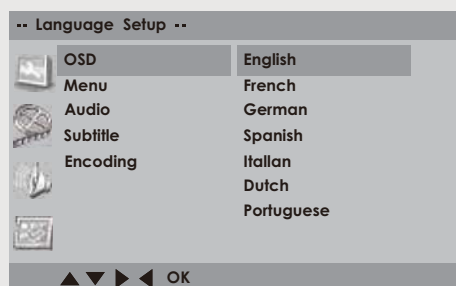 -- Language Setup --
OSD
Menu
Audio
Subtitle
Encoding
English
French
German
Spanish
Itallan
Dutch
Portuguese
▲ ▼ ▶ ◀ OK